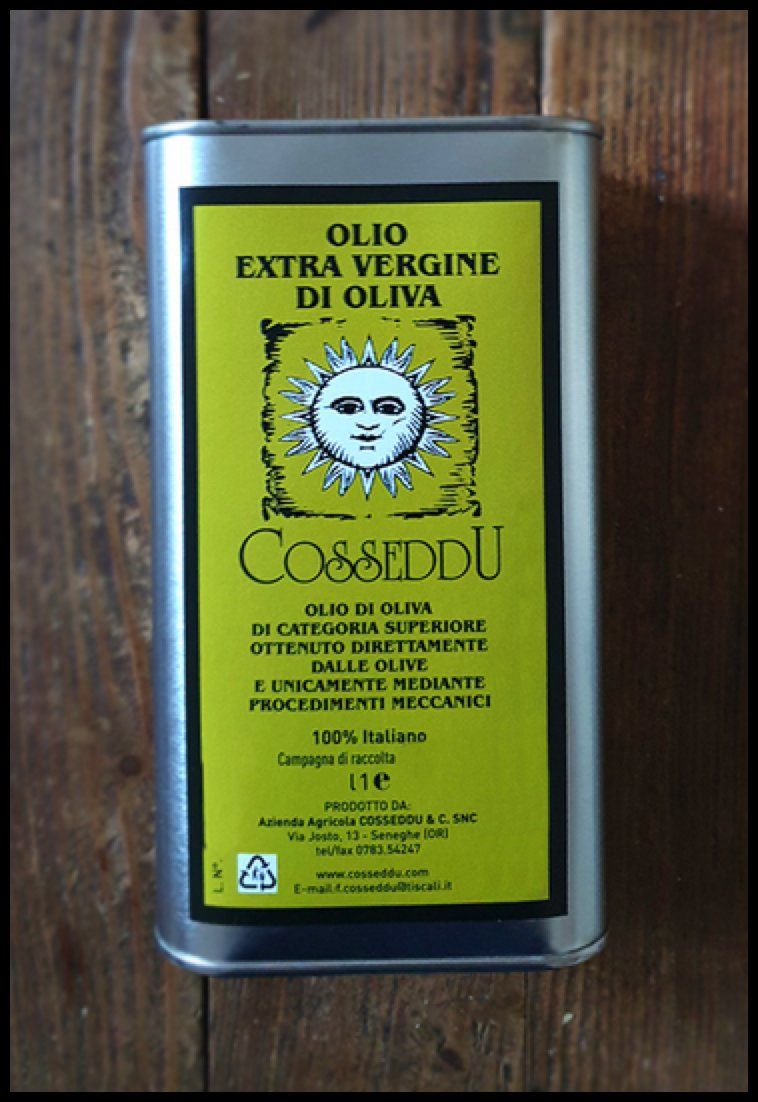 OLIO
EXTRA VERGINE
DI OLIVA
COSSEDDU
OLIO DI OLIVA
DI CATEGORIA SUPERIORE
OTTENUTO DIRETTAMENTE
DALLE OLIVE
E UNICAMENTE MEDIANTE
PROCEDIMENTI MECCANICI
100% Italiano
Campagna di raccolta
l 1 e
PRODOTTO DA:
Azienda Agricola COSSEDDU & C. SNC
Via Josto, 13 - Seneghe (OR)
tel/fax 0783.54247
www.cosseddu.com
E-mail:f.cosseddu@tiscali.it
L. N°.